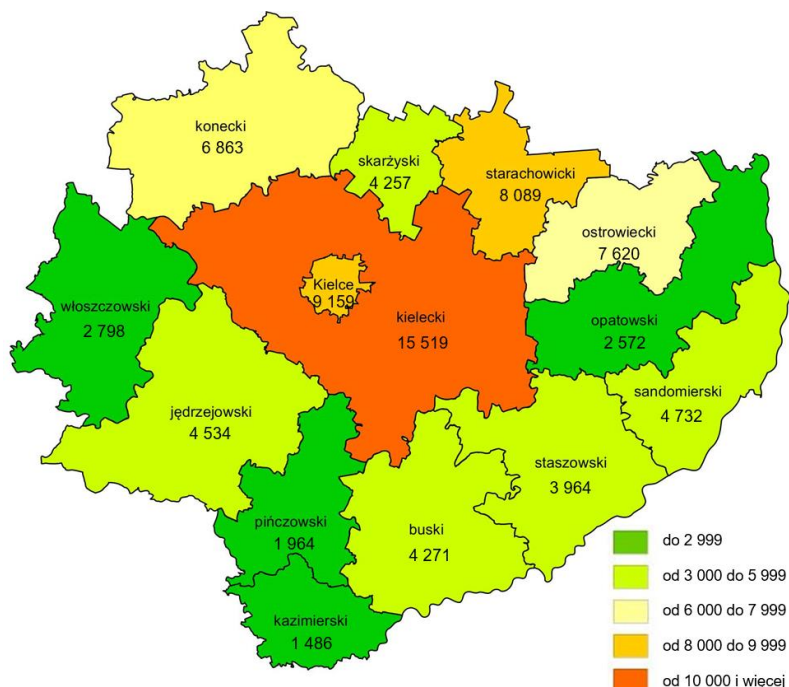 konecki
6 863
skarżyski
4 257
starachowicki
8 089
ostrowiecki
7 620
Kielce
9 159
włoszczowski
2 798
kielecki
15 519
opatowski
2 572
sandomierski
4 732
jędrzejowski
4 534
staszowski
3 964
pińczowski
1 964
buski
4 271
kazimierski
1 486
do 2 999
od 3 000 do 5 999
od 6 000 do 7 999
od 8 000 do 9 999
od 10 000 i więcej